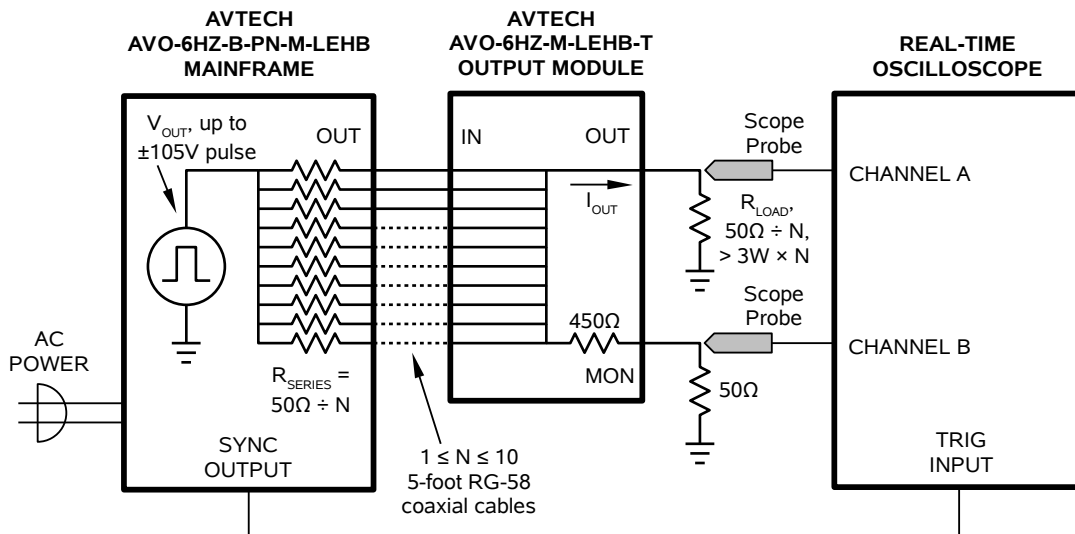 AVTECH
AVO-6HZ-B-PN-M-LEHB
MAINFRAME
AVTECH
AVO-6HZ-M-LEHB-T
OUTPUT MODULE
REAL-TIME
OSCILLOSCOPE
VOUT, up to
±105V pulse
OUT
IN
OUT
IOUT
Scope
Probe
CHANNEL A
RLOAD,
50Ω ÷ N,
> 3W × N
Scope
Probe
450Ω
CHANNEL B
MON
50Ω
AC
POWER
RSERIES =
50Ω ÷ N
SYNC
OUTPUT
1 ≤ N ≤ 10
5-foot RG-58
coaxial cables
TRIG
INPUT